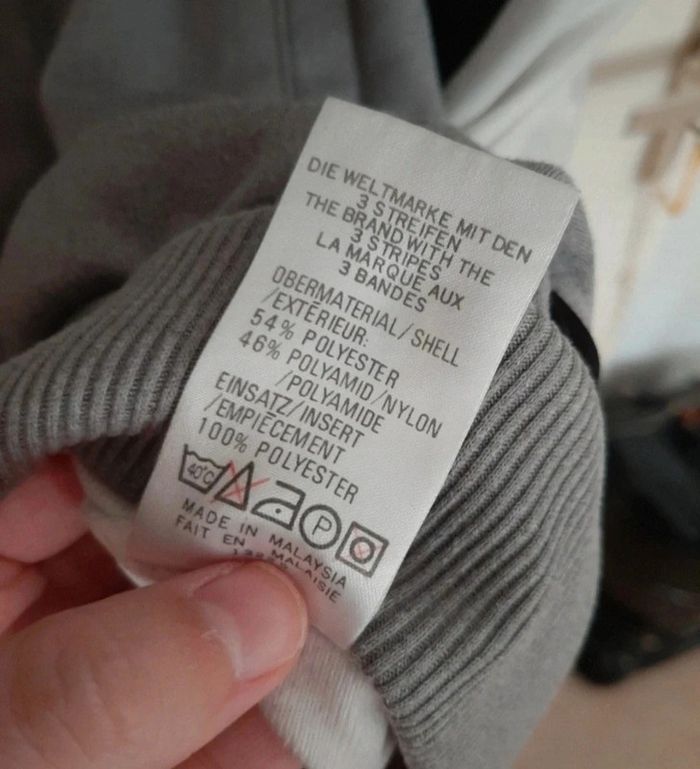 DIE WELTMARKE MIT DEN
3 STREIFEN
THE BRAND WITH THE
3 STRIPES
LA MARQUE AUX
3 BANDES
OBERMATERIAL/SHELL
/EXTÉRIEUR:
54% POLYESTER
46% POLYAMID/NYLON
/POLYAMIDE
EINSATZ/INSERT
/EMPIÈCEMENT
100% POLYESTER
40°C P
MADE IN MALAYSIA
FAIT EN MALAISIE